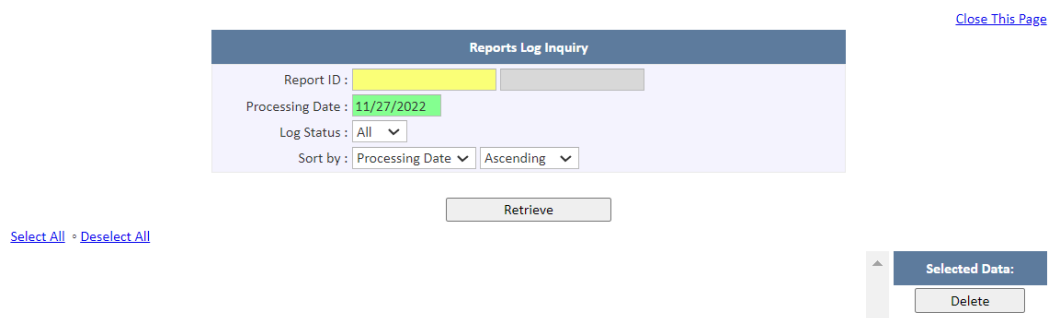 Close This Page
Reports Log Inquiry
Report ID :
Processing Date : 11/27/2022
Log Status : All
Sort by : Processing Date Ascending
Retrieve
Select All ◦ Deselect All
Selected Data:
Delete